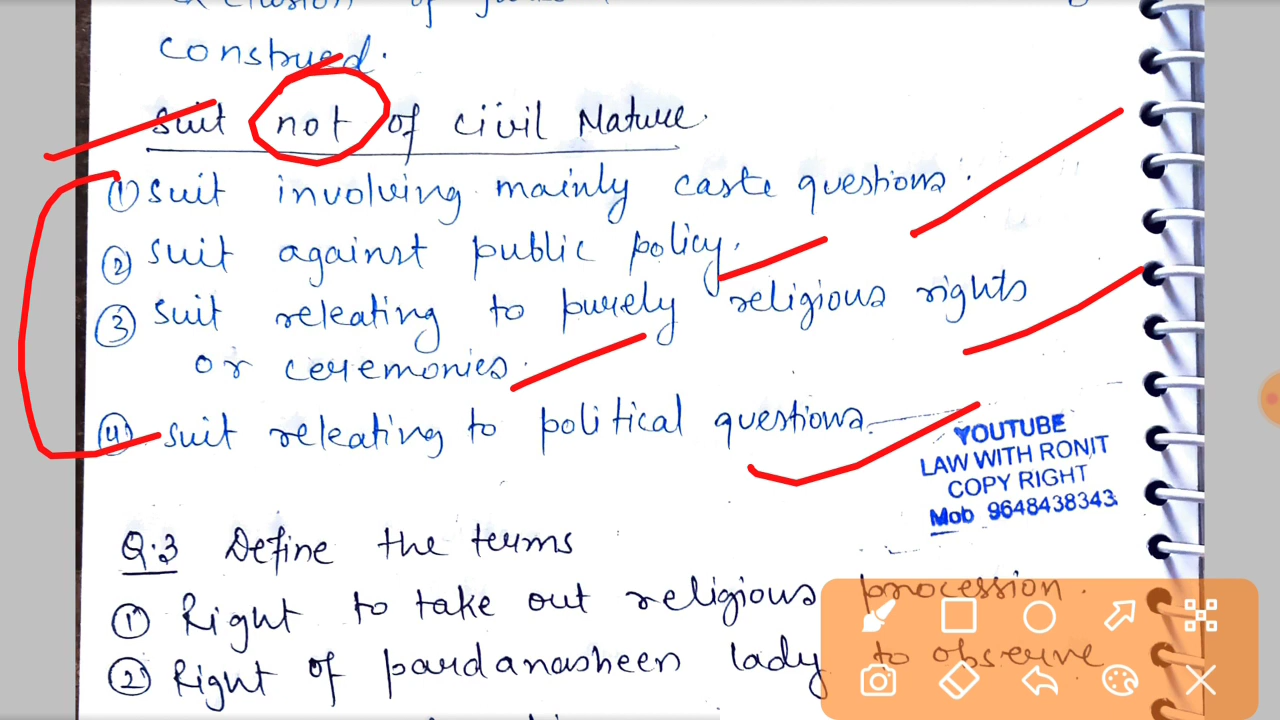 construed.
Suit not of civil Nature.
① Suit involving mainly caste questions.
② Suit against public policy.
③ Suit releating to purely religious rights
or ceremonies.
④ Suit releating to political questions.
YOUTUBE
LAW WITH RONIT
COPY RIGHT
Mob 9648438343
Q.3 Define the terms
① Right to take out religious procession.
② Right of pardanasheen lady to observe